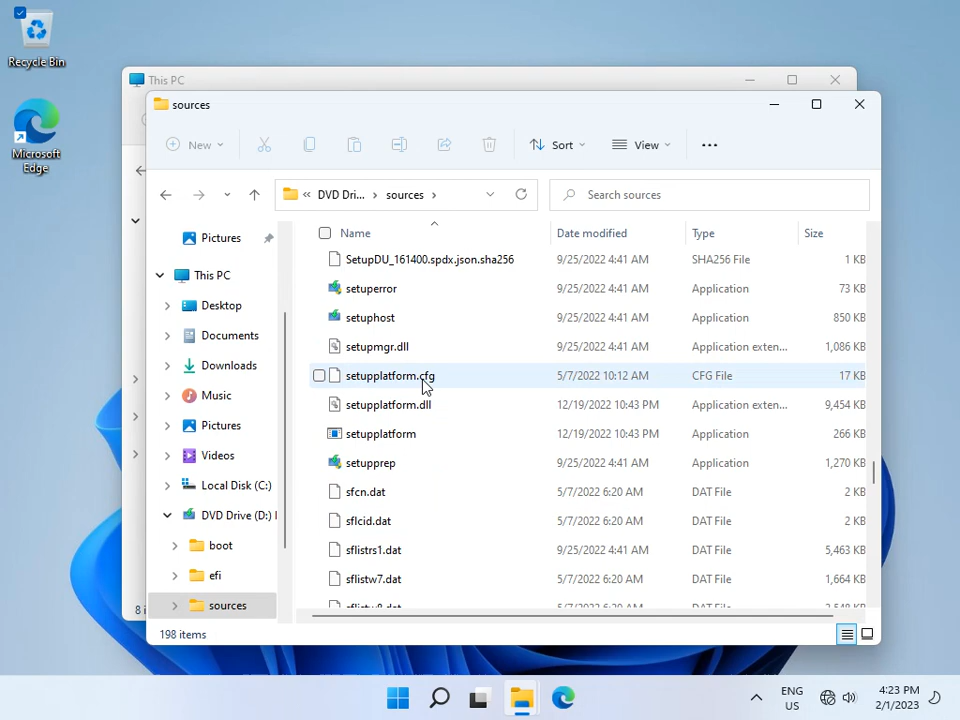 Recycle Bin
Microsoft
Edge
This PC
sources
New
Sort
View
DVD Dri...
sources
Search sources
Name
Date modified
Type
Size
Pictures
This PC
Desktop
Documents
Downloads
Music
Pictures
Videos
Local Disk (C:)
DVD Drive (D:)
boot
efi
sources
SetupDU_161400.spdx.json.sha256 9/25/2022 4:41 AM SHA256 File 1 KB
setuperror 9/25/2022 4:41 AM Application 73 KB
setuphost 9/25/2022 4:41 AM Application 850 KB
setupmgr.dll 9/25/2022 4:41 AM Application exten... 1,086 KB
setupplatform.cfg 5/7/2022 10:12 AM CFG File 17 KB
setupplatform.dll 12/19/2022 10:43 PM Application exten... 9,454 KB
setupplatform 12/19/2022 10:43 PM Application 266 KB
setupprep 9/25/2022 4:41 AM Application 1,270 KB
sfcn.dat 5/7/2022 6:20 AM DAT File 2 KB
sflcid.dat 5/7/2022 6:20 AM DAT File 2 KB
sflistrs1.dat 9/25/2022 4:41 AM DAT File 5,463 KB
sflistw7.dat 5/7/2022 6:20 AM DAT File 1,664 KB
198 items
ENG
US
4:23 PM
2/1/2023